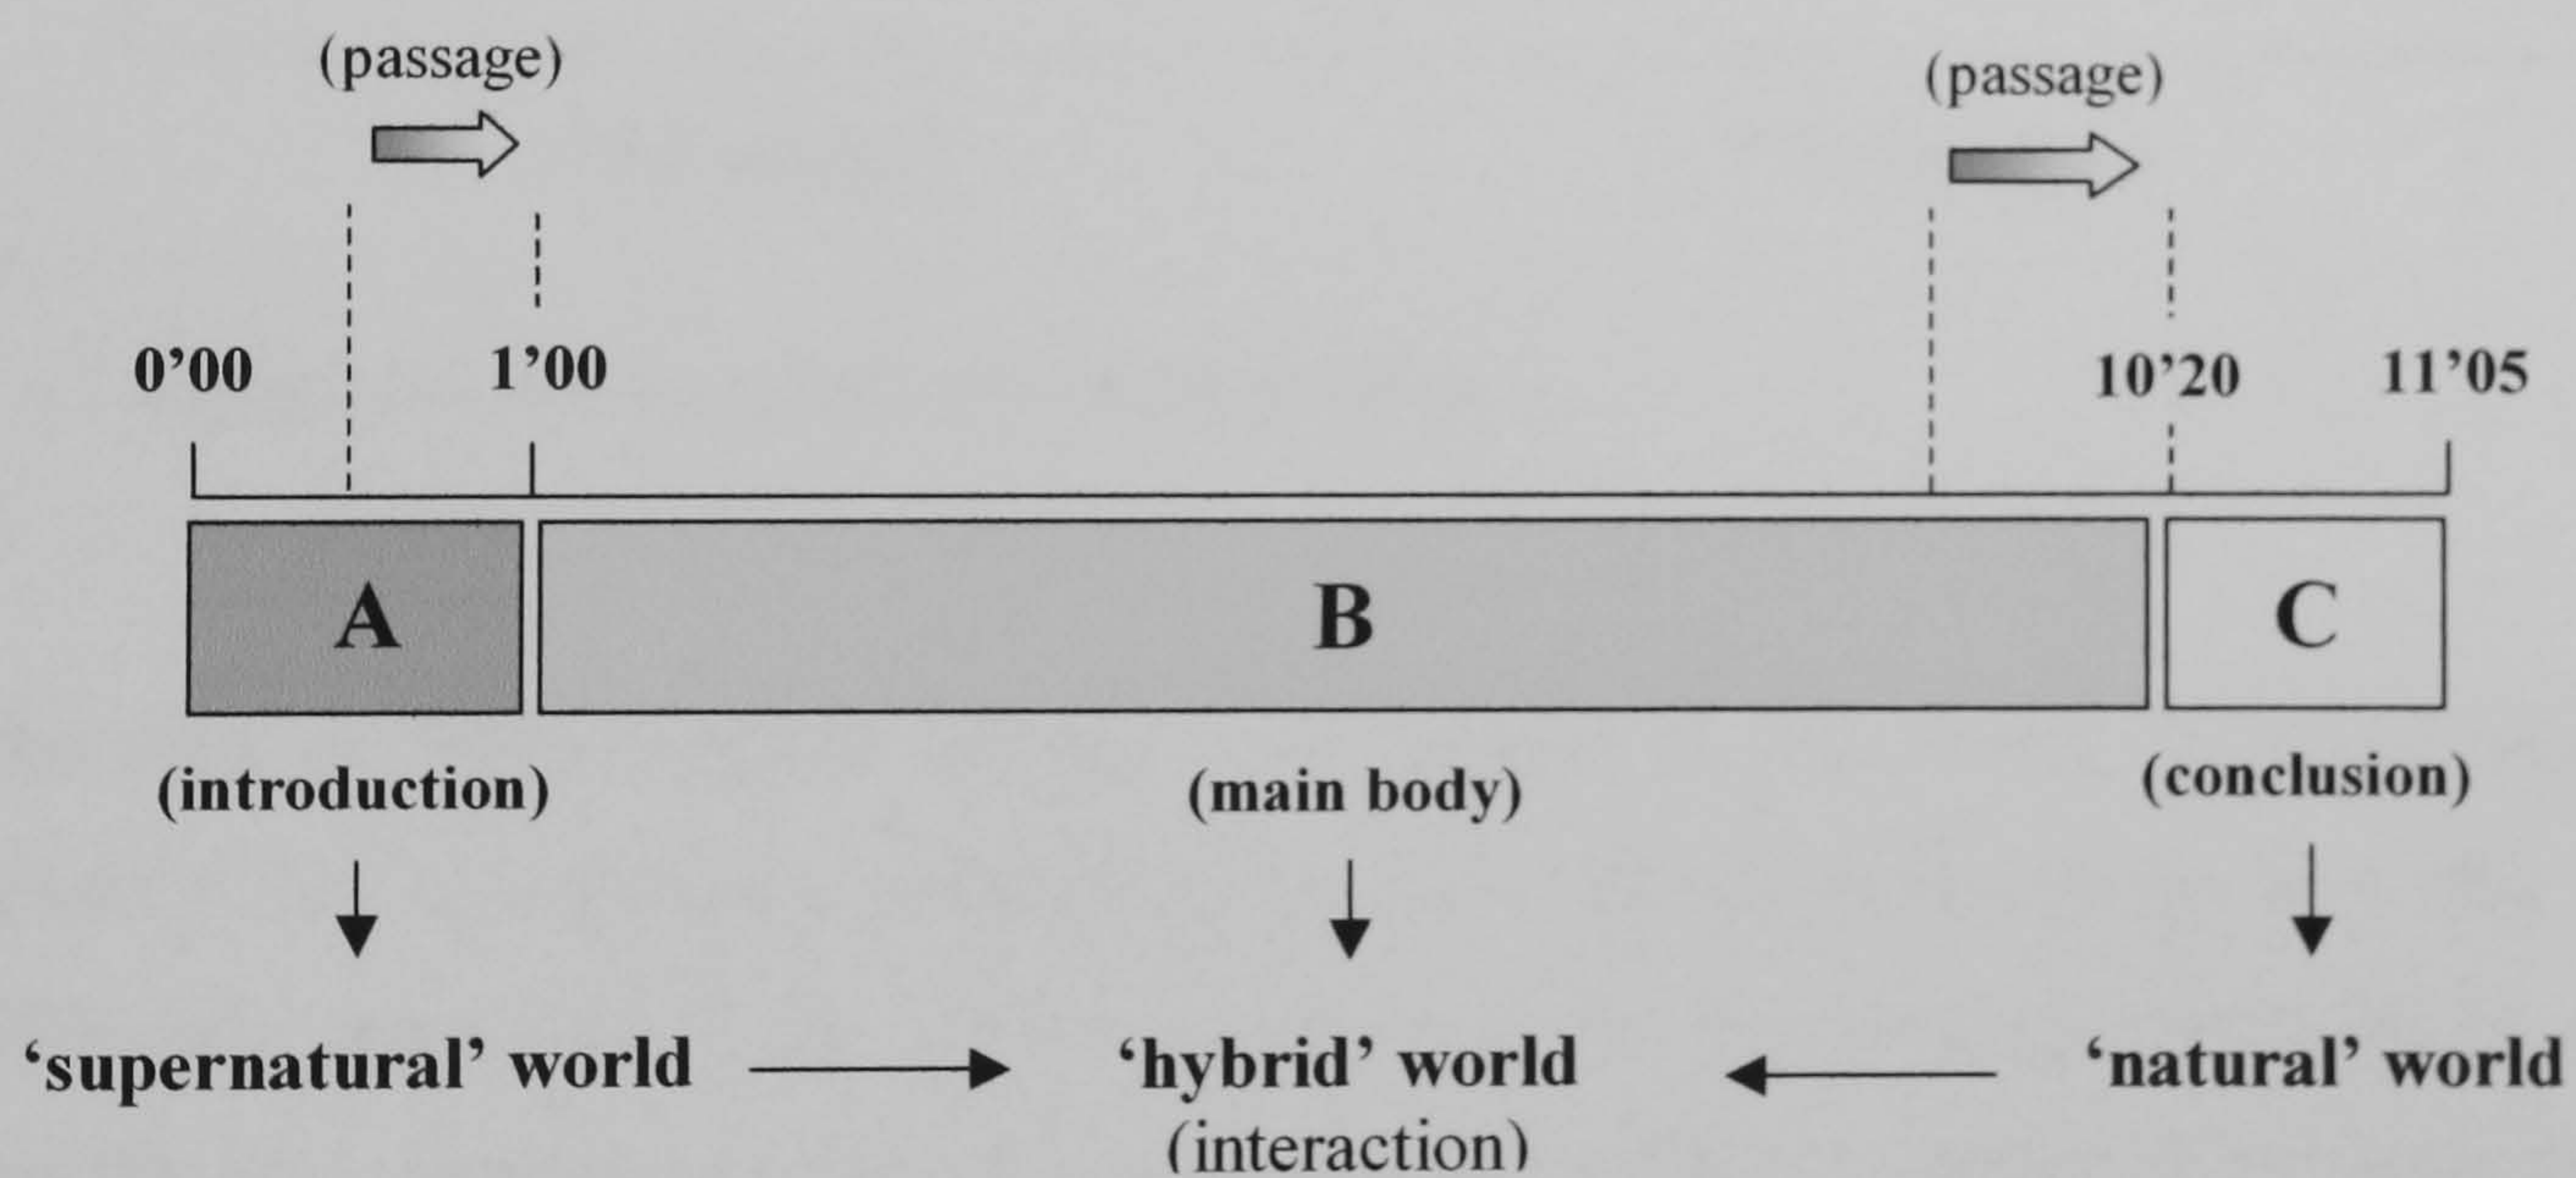 (passage) (passage)
0’00 1’00 10’20 11’05
A B C
(introduction) (main body) (conclusion)
‘supernatural’ world ‘hybrid’ world ‘natural’ world
(interaction)